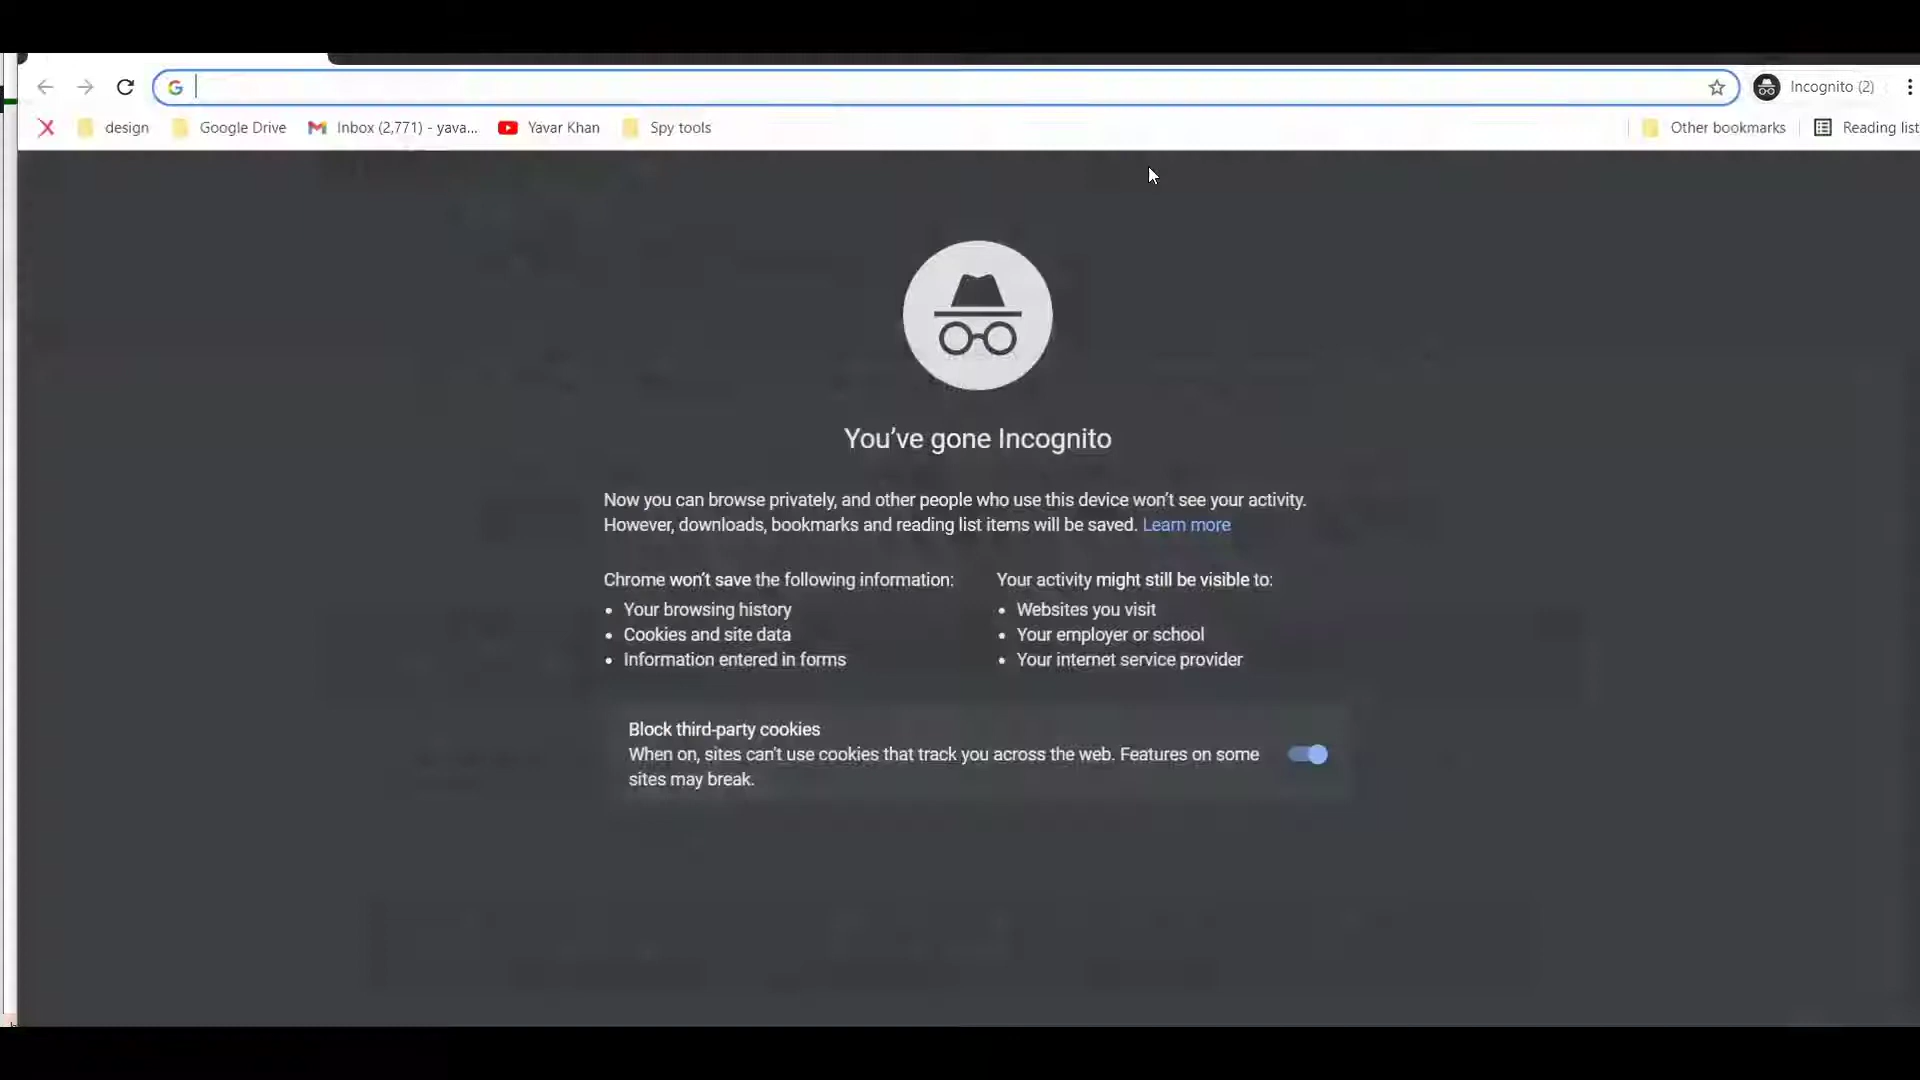 Incognito (2)
design Google Drive Inbox (2,771) - yava... Yavar Khan Spy tools Other bookmarks Reading list
You've gone Incognito
Now you can browse privately, and other people who use this device won't see your activity.
However, downloads, bookmarks and reading list items will be saved. Learn more
Chrome won't save the following information:
• Your browsing history
• Cookies and site data
• Information entered in forms
Your activity might still be visible to:
• Websites you visit
• Your employer or school
• Your internet service provider
Block third-party cookies
When on, sites can't use cookies that track you across the web. Features on some
sites may break.